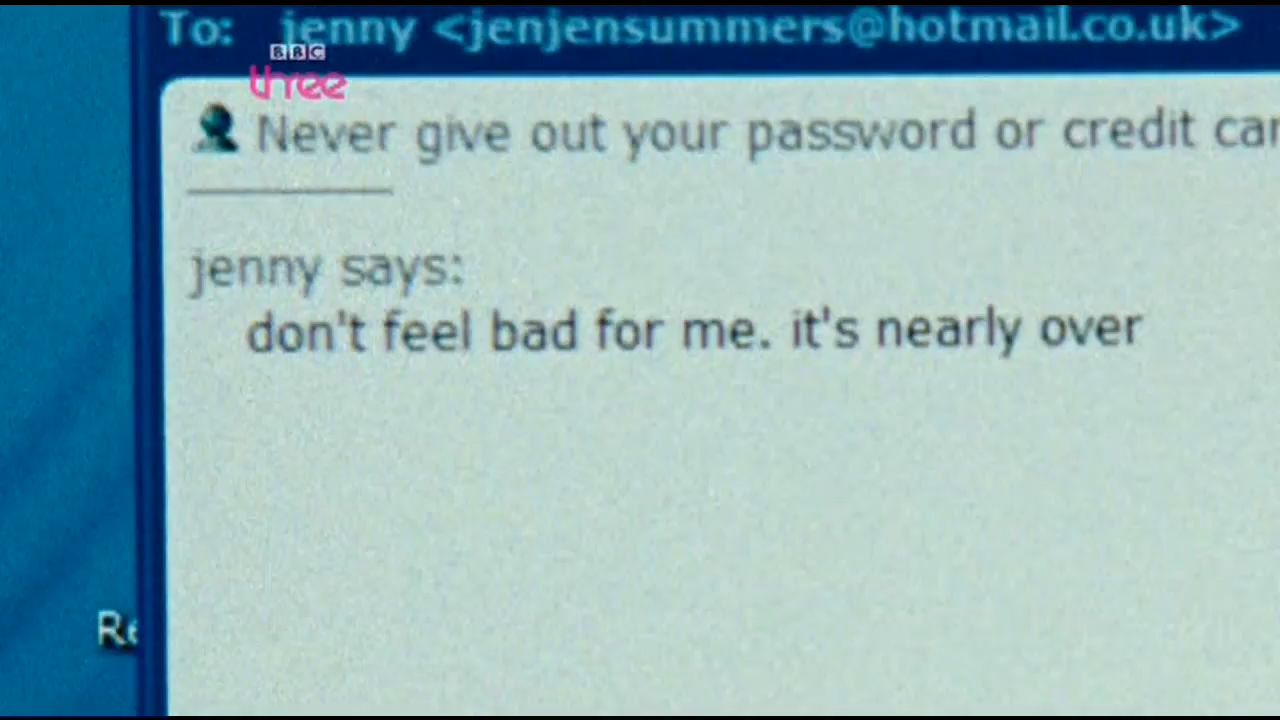 To: jenny <jenjensummers@hotmail.co.uk>
BBC
three
Never give out your password or credit car
jenny says:
don't feel bad for me. it's nearly over
Re